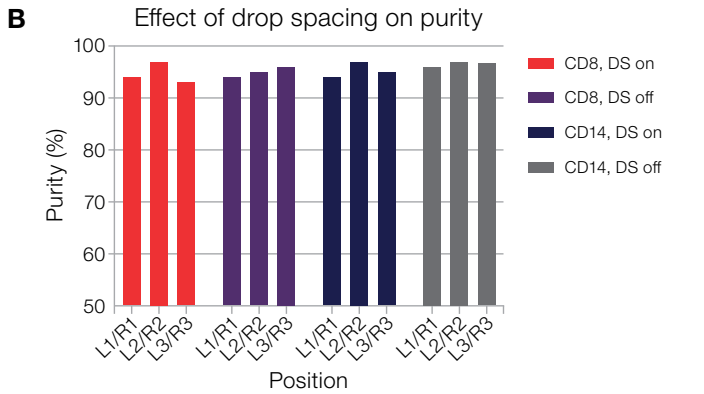 B
Effect of drop spacing on purity
Purity (%)
100
90
80
70
60
50
L1/R1
L2/R2
L3/R3
L1/R1
L2/R2
L3/R3
L1/R1
L2/R2
L3/R3
L1/R1
L2/R2
L3/R3
Position
CD8, DS on
CD8, DS off
CD14, DS on
CD14, DS off